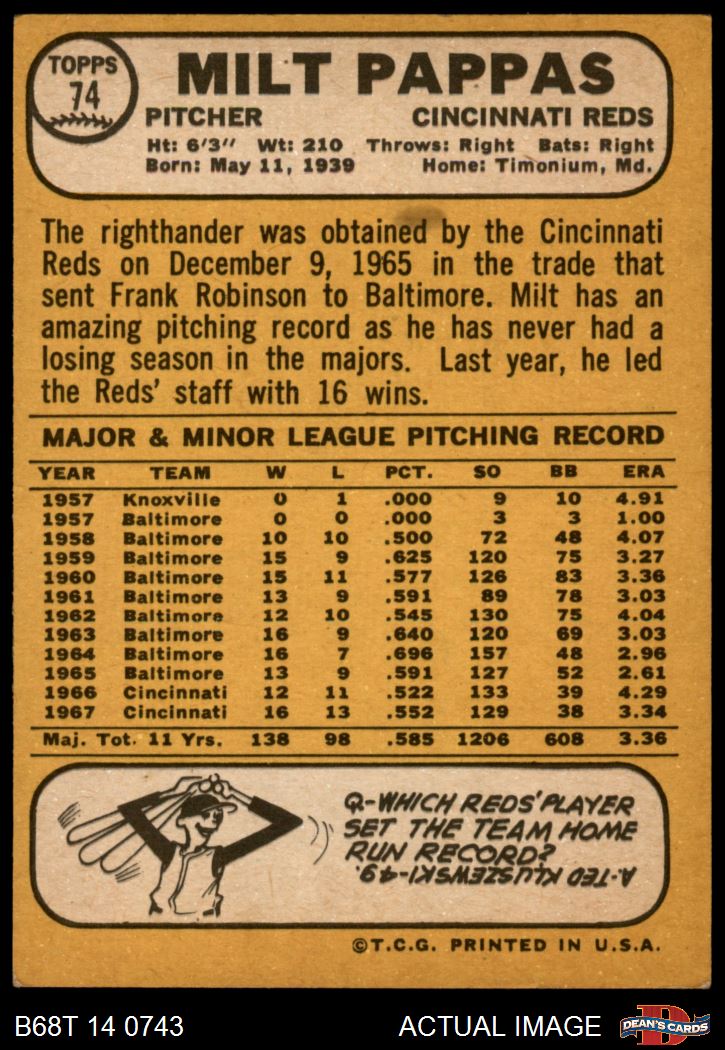 TOPPS
74
MILT PAPPAS
PITCHER CINCINNATI REDS
Ht: 6'3" Wt: 210 Throws: Right Bats: Right
Born: May 11, 1939 Home: Timonium, Md.
The righthander was obtained by the Cincinnati
Reds on December 9, 1965 in the trade that
sent Frank Robinson to Baltimore. Milt has an
amazing pitching record as he has never had a
losing season in the majors. Last year, he led
the Reds' staff with 16 wins.
MAJOR & MINOR LEAGUE PITCHING RECORD
YEAR TEAM W L PCT. SO BB ERA
1957 Knoxville 0 1 .000 9 10 4.91
1957 Baltimore 0 0 .000 3 3 1.00
1958 Baltimore 10 10 .500 72 48 4.07
1959 Baltimore 15 9 .625 120 75 3.27
1960 Baltimore 15 11 .577 126 83 3.36
1961 Baltimore 13 9 .591 89 78 3.03
1962 Baltimore 12 10 .545 130 75 4.04
1963 Baltimore 16 9 .640 120 69 3.03
1964 Baltimore 16 7 .696 157 48 2.96
1965 Baltimore 13 9 .591 127 52 2.61
1966 Cincinnati 12 11 .522 133 39 4.29
1967 Cincinnati 16 13 .552 129 38 3.34
Maj. Tot. 11 Yrs. 138 98 .585 1206 608 3.36
Q-WHICH REDS' PLAYER
SET THE TEAM HOME
RUN RECORD?
A-TED KLUSZEWSKI-49.
©T.C.G. PRINTED IN U.S.A.
B68T 14 0743 ACTUAL IMAGE
D
DEAN'S CARDS